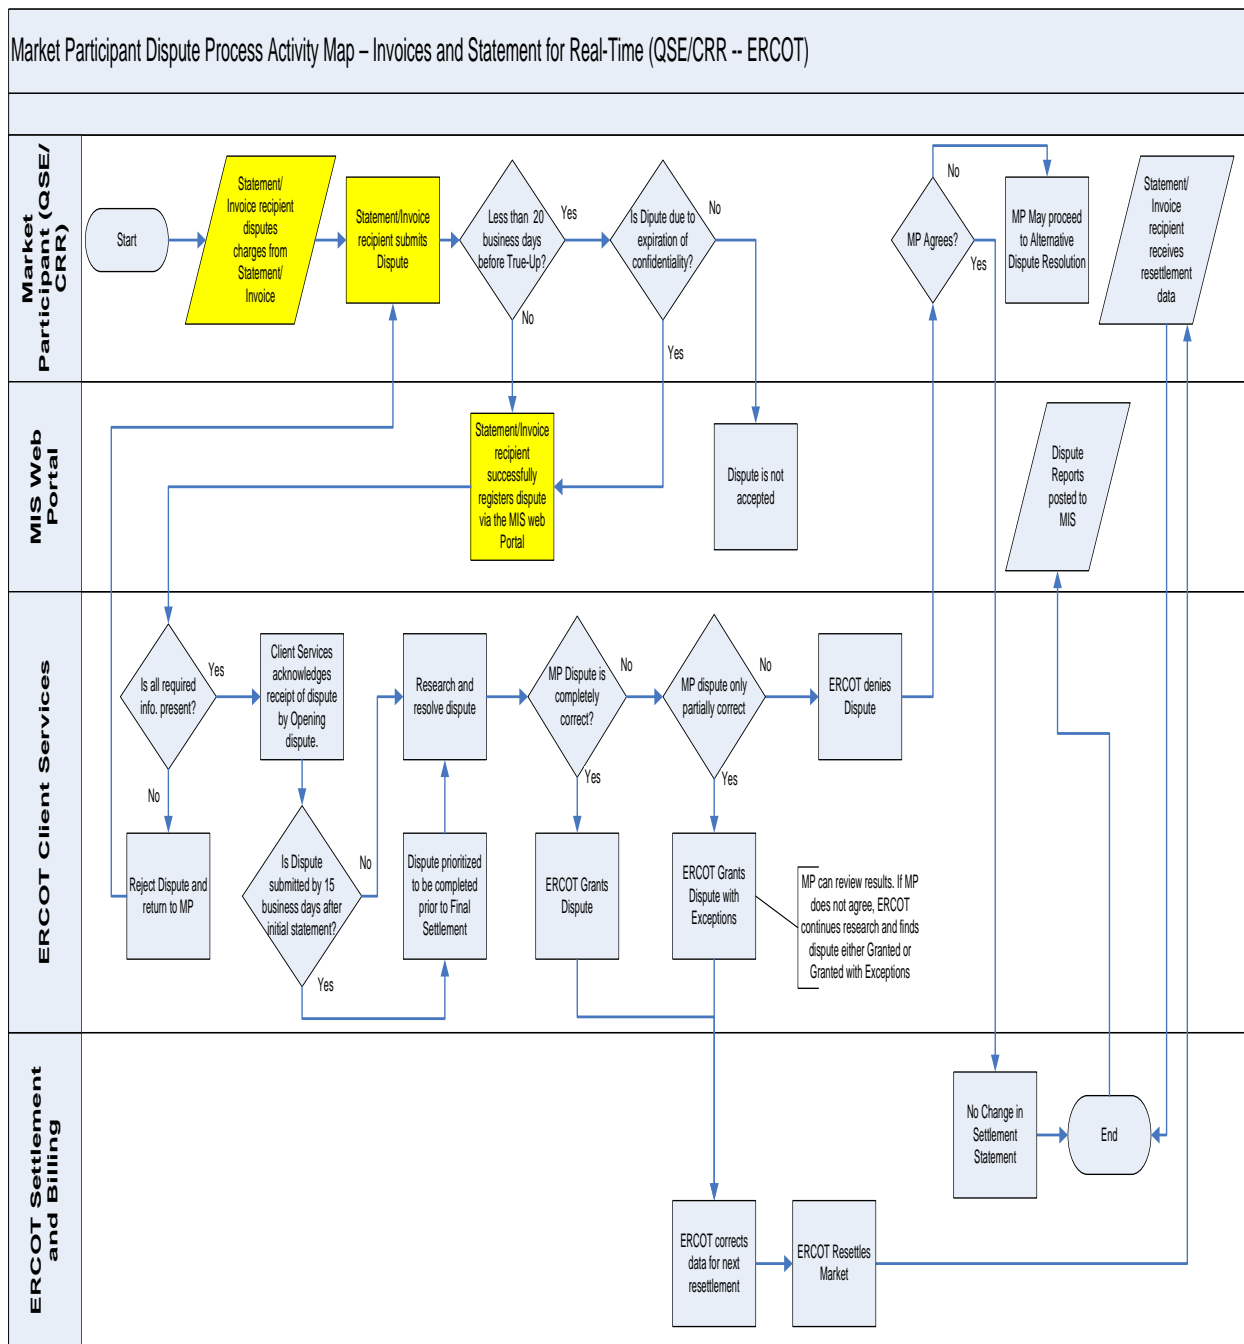 Market Participant Dispute Process Activity Map – Invoices and Statement for Real-Time (QSE/CRR -- ERCOT)
Market
Participant (QSE/
CRR)
Start
Statement/
Invoice recipient
disputes
charges from
Statement/
Invoice
Statement/Invoice
recipient submits
Dispute
Less than 20
business days
before True-Up?
Yes
No
Is Dipute due to
expiration of
confidentiality?
No
Yes
MP Agrees?
No
Yes
MP May proceed
to Alternative
Dispute Resolution
Statement/
Invoice
recipient
receives
resettlement
data
MIS Web
Portal
Statement/Invoice
recipient
successfully
registers dispute
via the MIS web
Portal
Dispute is not
accepted
Dispute
Reports
posted to
MIS
ERCOT Client Services
Is all required
info. present?
Yes
No
Client Services
acknowledges
receipt of dispute
by Opening
dispute.
Research and
resolve dispute
MP Dispute is
completely
correct?
No
Yes
MP dispute only
partially correct
No
Yes
ERCOT denies
Dispute
Reject Dispute and
return to MP
Is Dispute
submitted by 15
business days after
initial statement?
No
Yes
Dispute prioritized
to be completed
prior to Final
Settlement
ERCOT Grants
Dispute
ERCOT Grants
Dispute with
Exceptions
MP can review results. If MP
does not agree, ERCOT
continues research and finds
dispute either Granted or
Granted with Exceptions
ERCOT Settlement
and Billing
No Change in
Settlement
Statement
End
ERCOT corrects
data for next
resettlement
ERCOT Resettles
Market